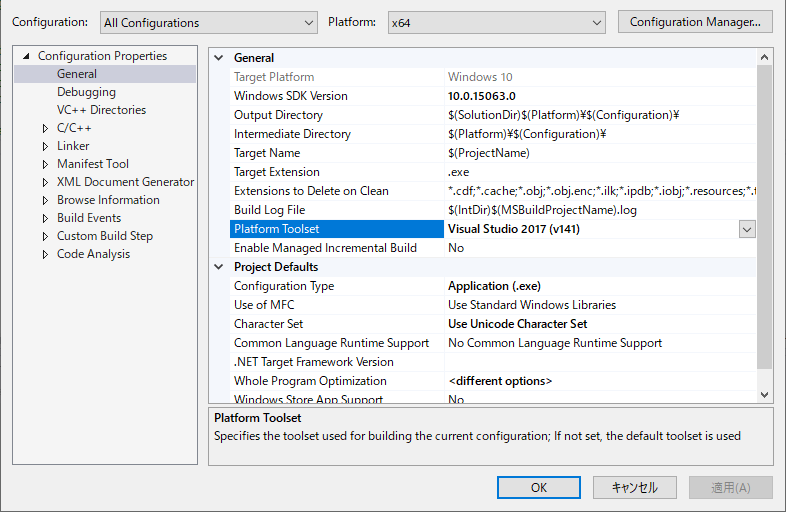 Configuration: All Configurations Platform: x64 Configuration Manager...
Configuration Properties
General
Debugging
VC++ Directories
C/C++
Linker
Manifest Tool
XML Document Generator
Browse Information
Build Events
Custom Build Step
Code Analysis
General
Target Platform Windows 10
Windows SDK Version 10.0.15063.0
Output Directory $(SolutionDir)$(Platform)¥$(Configuration)¥
Intermediate Directory $(Platform)¥$(Configuration)¥
Target Name $(ProjectName)
Target Extension .exe
Extensions to Delete on Clean *.cdf;*.cache;*.obj;*.obj.enc;*.ilk;*.ipdb;*.iobj;*.resources;*.t
Build Log File $(IntDir)$(MSBuildProjectName).log
Platform Toolset Visual Studio 2017 (v141)
Enable Managed Incremental Build No
Project Defaults
Configuration Type Application (.exe)
Use of MFC Use Standard Windows Libraries
Character Set Use Unicode Character Set
Common Language Runtime Support No Common Language Runtime Support
.NET Target Framework Version
Whole Program Optimization <different options>
Windows Store App Support No
Platform Toolset
Specifies the toolset used for building the current configuration; If not set, the default toolset is used
OK キャンセル 適用(A)